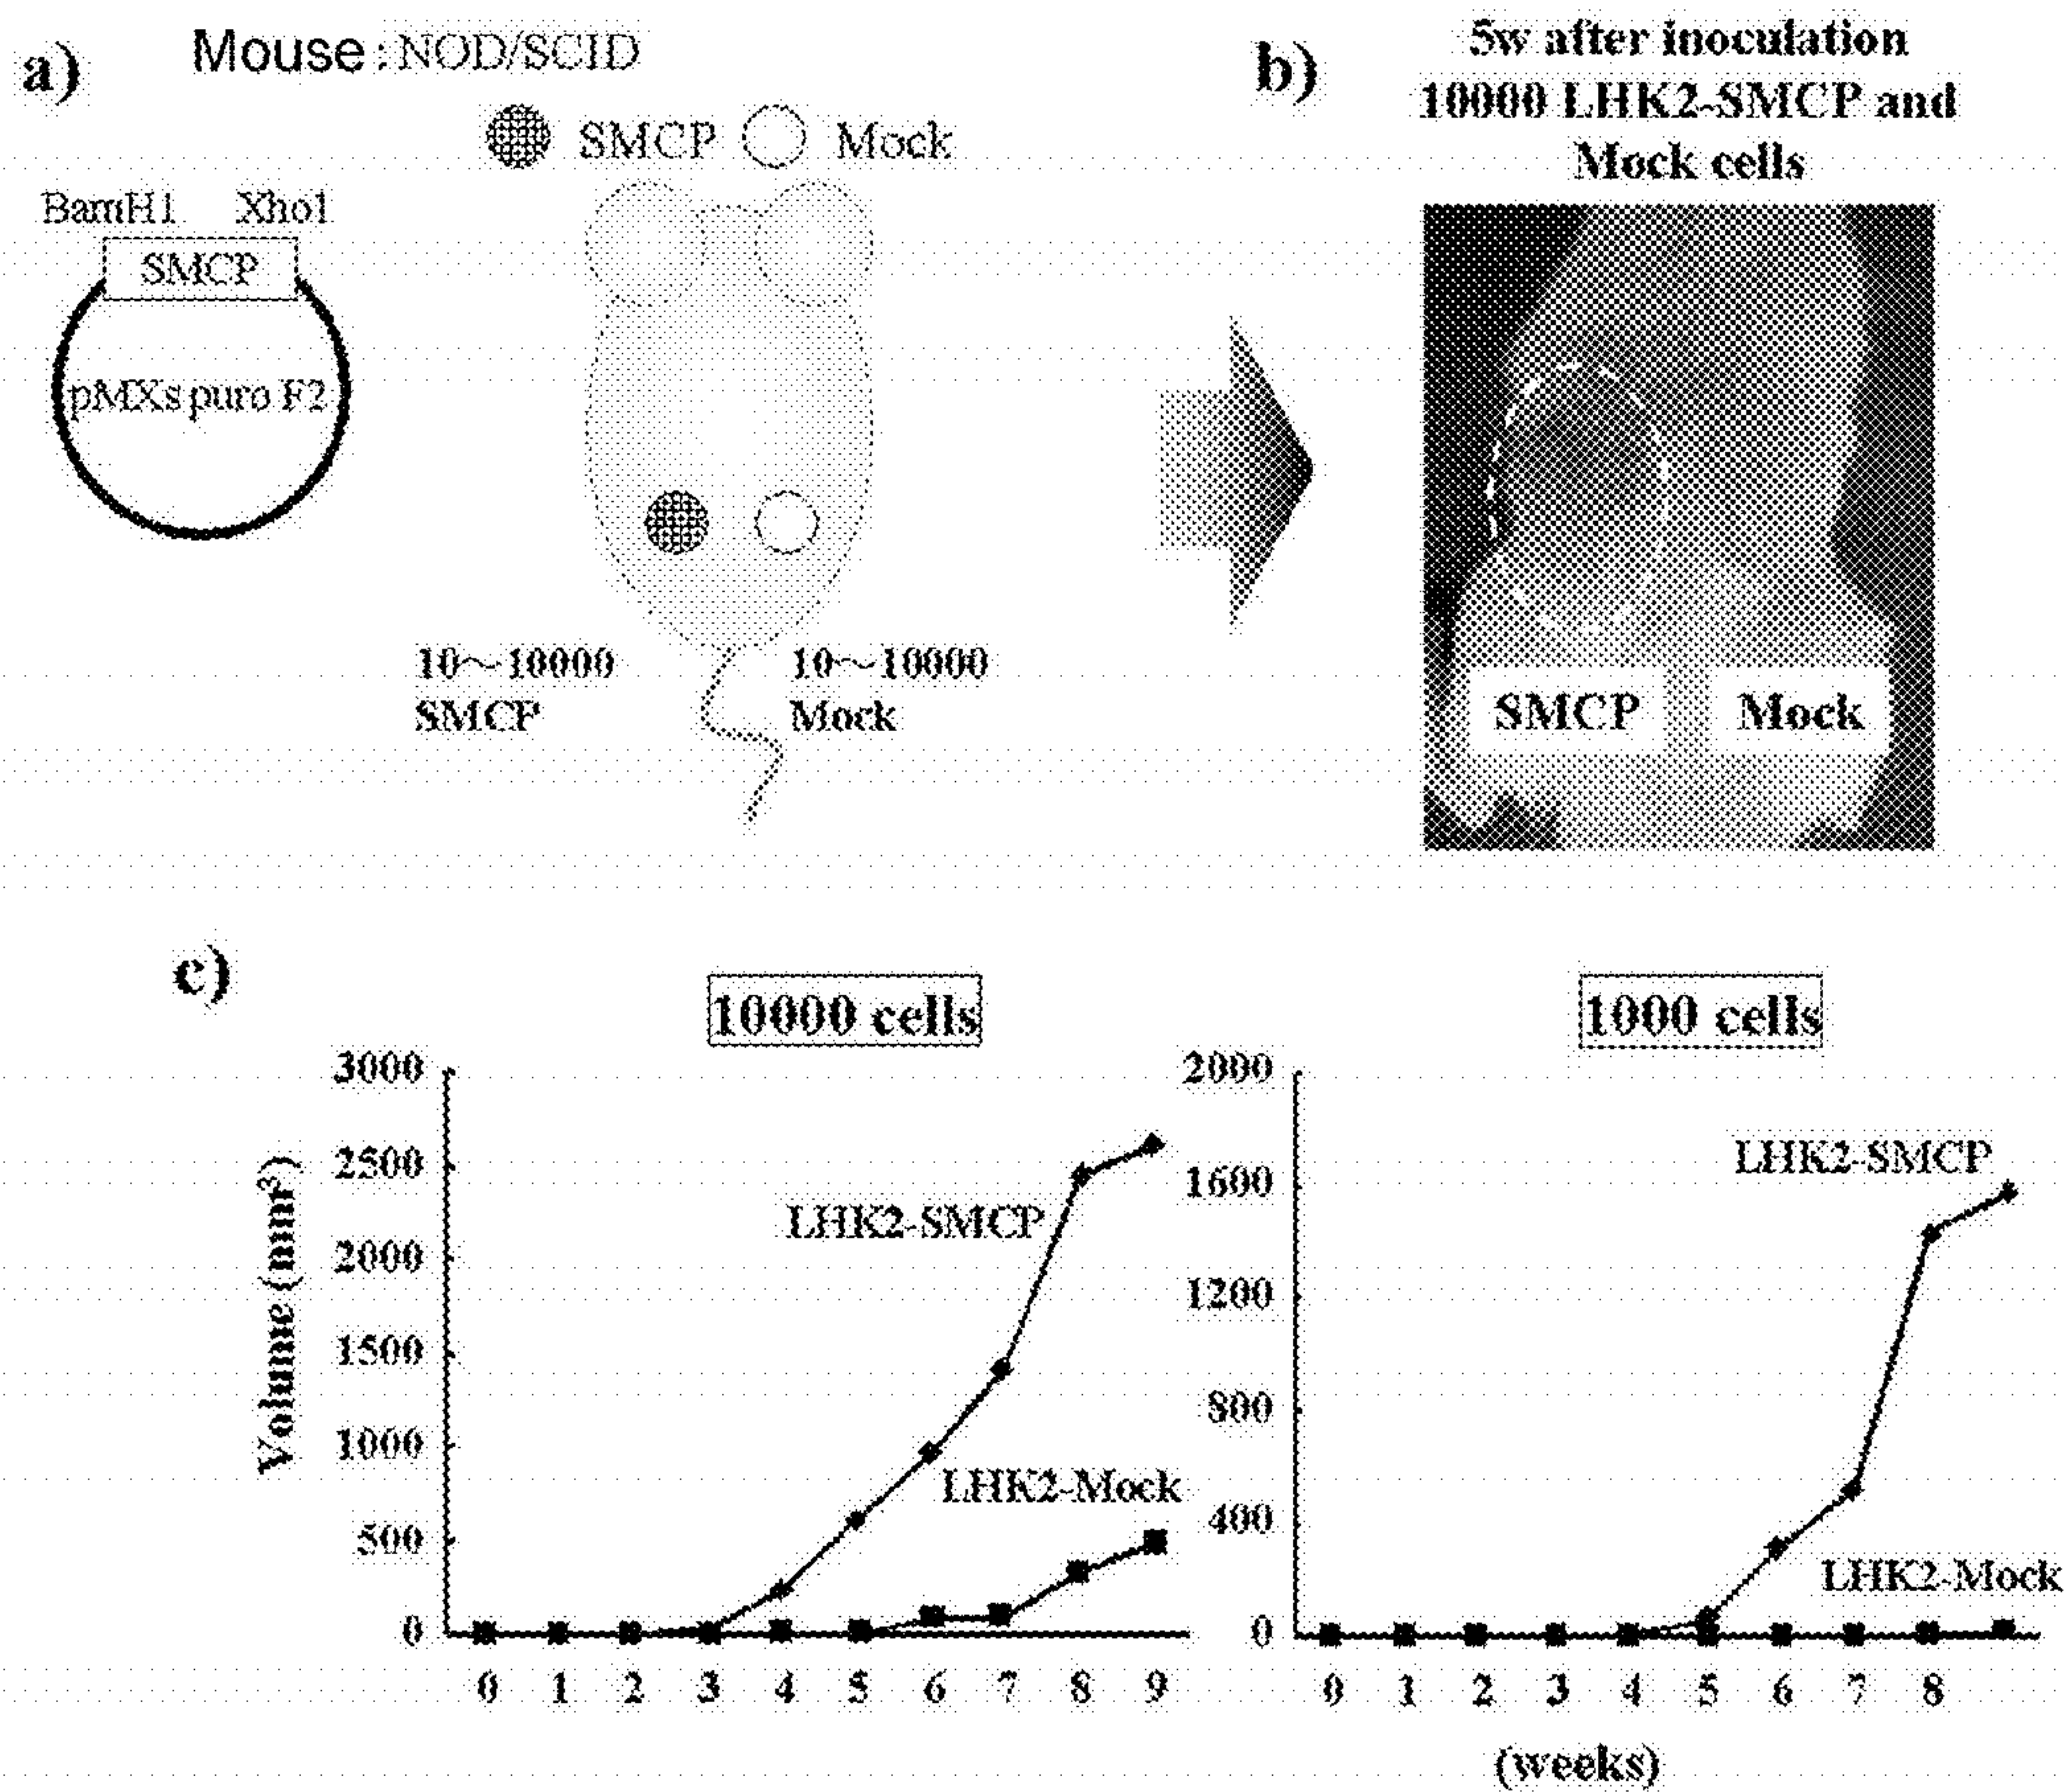 a)
Mouse : NOD/SCID
SMCP
Mock
BamH1
Xho1
SMCP
pMXs puro F2
10〜10000
SMCP
10〜10000
Mock
b)
5w after inoculation
10000 LHK2-SMCP and
Mock cells
SMCP
Mock
c)
10000 cells
Volume (mm³)
3000
2500
2000
1500
1000
500
0
LHK2-SMCP
LHK2-Mock
0 1 2 3 4 5 6 7 8 9
1000 cells
2000
1600
1200
800
400
0
LHK2-SMCP
LHK2-Mock
0 1 2 3 4 5 6 7 8
(weeks)